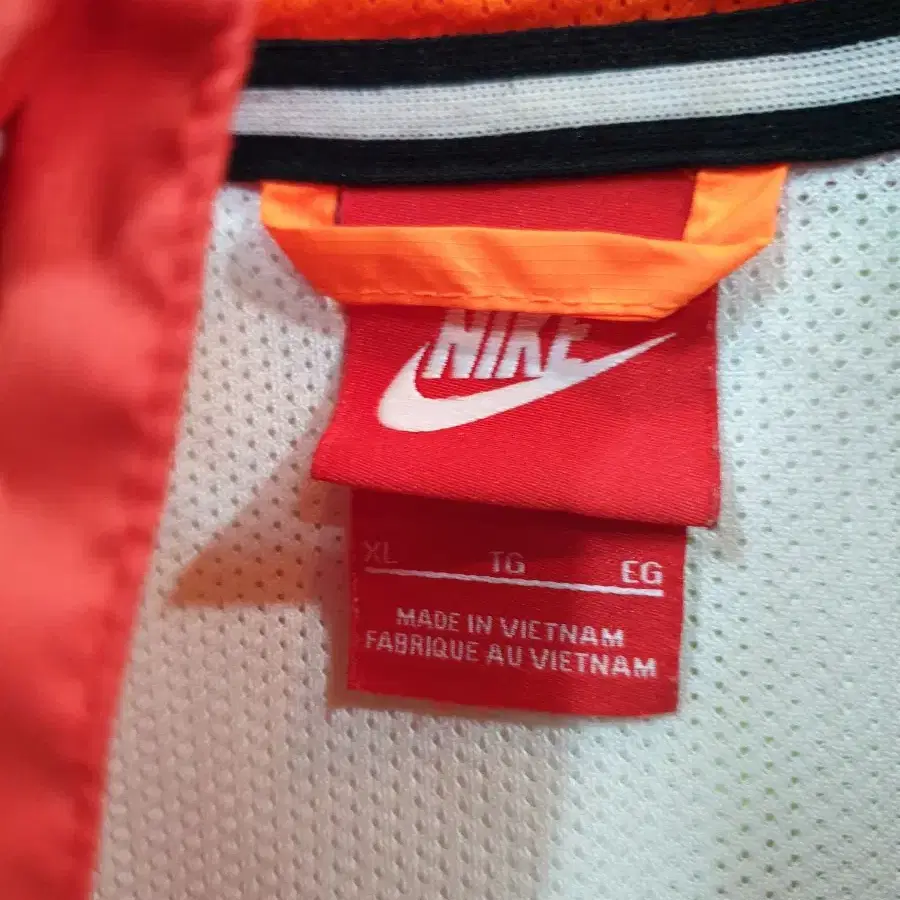 NIKE
XL TG EG
MADE IN VIETNAM
FABRIQUE AU VIETNAM